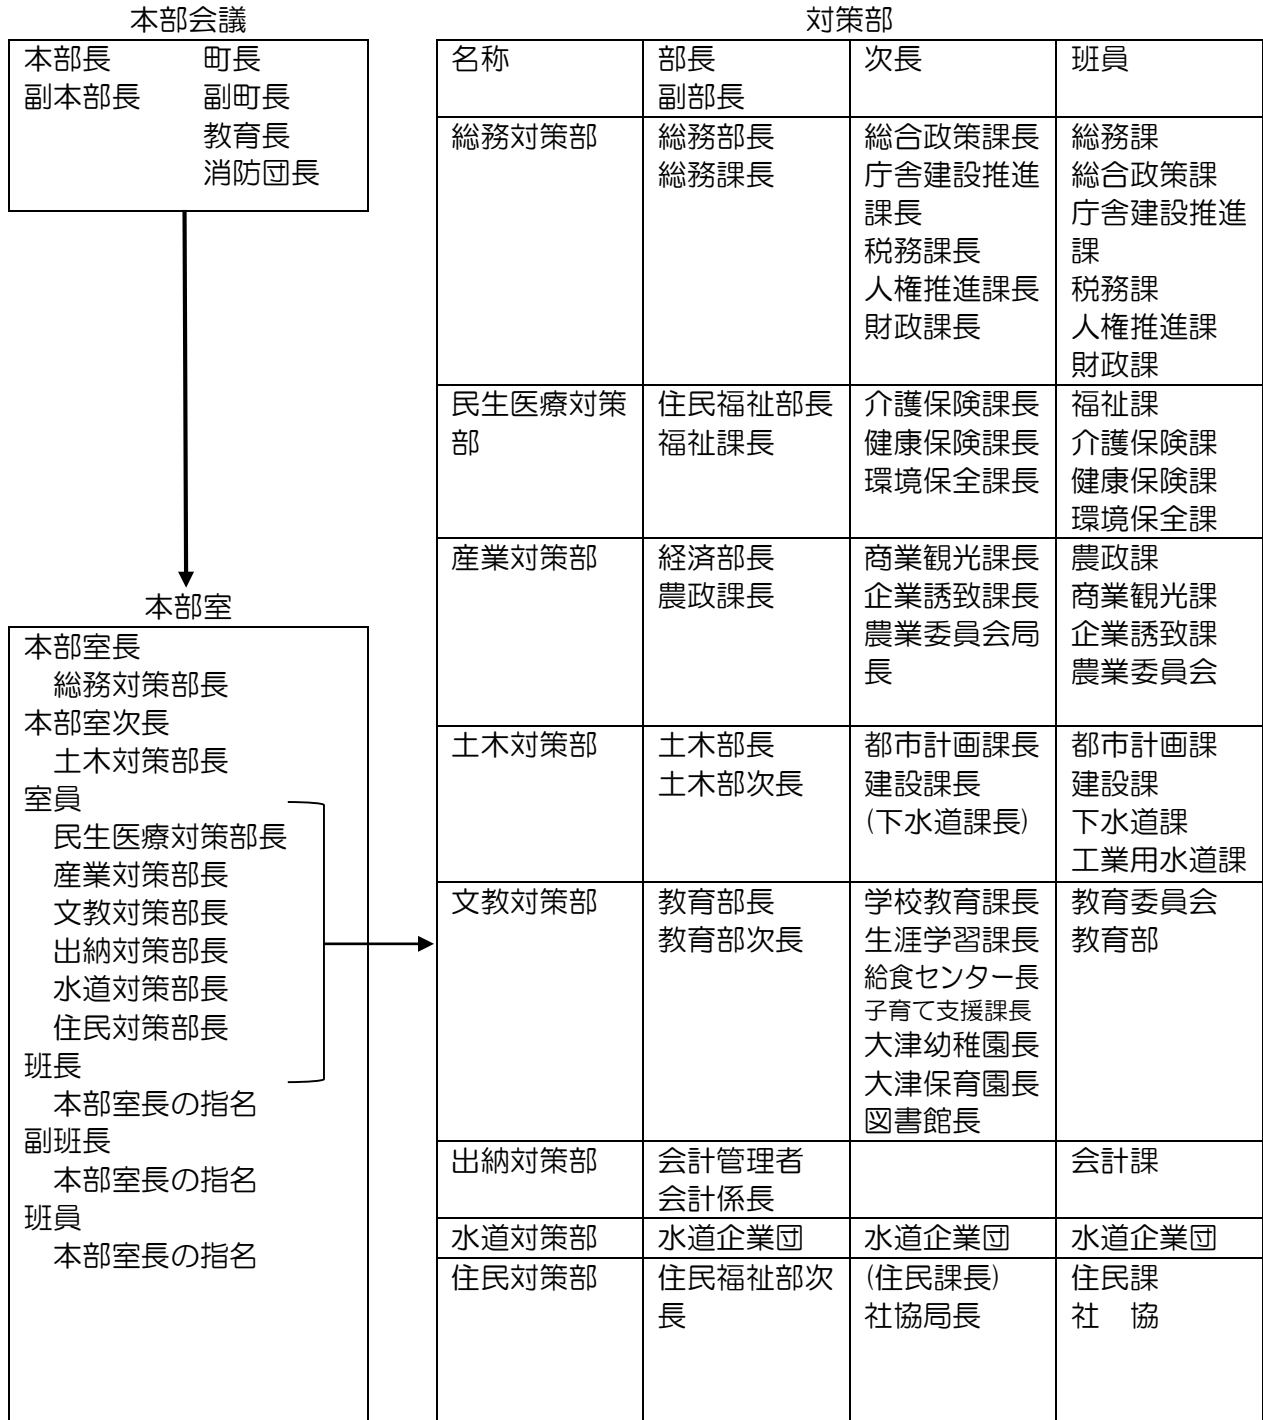 本部会議
本部長 町長
副本部長 副町長
教育長
消防団長
本部室
本部室長
総務対策部長
本部室次長
土木対策部長
室員
民生医療対策部長
産業対策部長
文教対策部長
出納対策部長
水道対策部長
住民対策部長
班長
本部室長の指名
副班長
本部室長の指名
班員
本部室長の指名
対策部
名称
部長
副部長
次長
班員
総務対策部
総務部長
総務課長
総合政策課長
庁舎建設推進
課長
税務課長
人権推進課長
財政課長
総務課
総合政策課
庁舎建設推進
課
税務課
人権推進課
財政課
民生医療対策
部
住民福祉部長
福祉課長
介護保険課長
健康保険課長
環境保全課長
福祉課
介護保険課
健康保険課
環境保全課
産業対策部
経済部長
農政課長
商業観光課長
企業誘致課長
農業委員会局
長
農政課
商業観光課
企業誘致課
農業委員会
土木対策部
土木部長
土木部次長
都市計画課長
建設課長
(下水道課長)
都市計画課
建設課
下水道課
工業用水道課
文教対策部
教育部長
教育部次長
学校教育課長
生涯学習課長
給食センター長
子育て支援課長
大津幼稚園長
大津保育園長
図書館長
教育委員会
教育部
出納対策部
会計管理者
会計係長
会計課
水道対策部
水道企業団
水道企業団
水道企業団
住民対策部
住民福祉部次
長
(住民課長)
社協局長
住民課
社　協